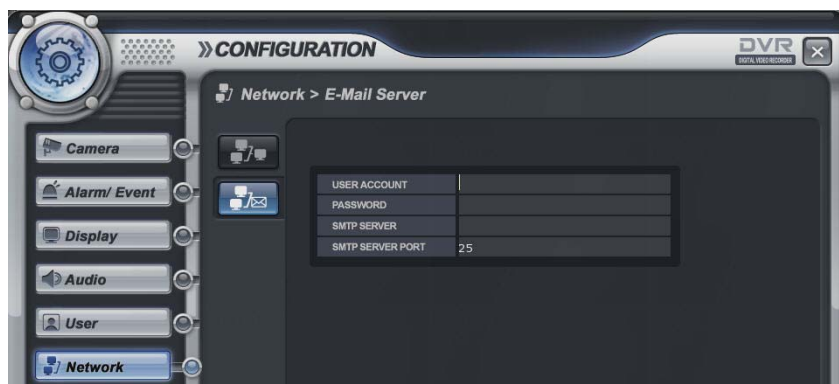 »CONFIGURATION
DVR
DIGITAL VIDEO RECORDER
Network > E-Mail Server
Camera
Alarm/ Event
Display
Audio
User
Network
USER ACCOUNT
PASSWORD
SMTP SERVER
SMTP SERVER PORT 25